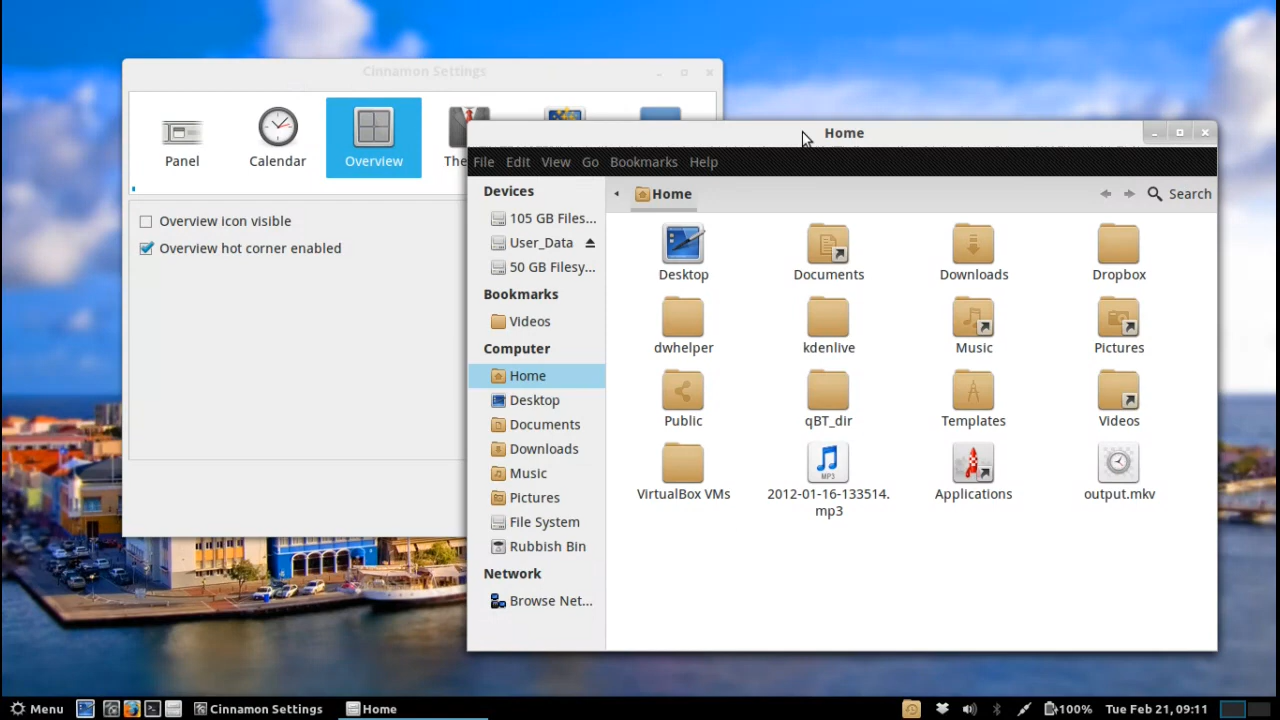 Cinnamon Settings
Panel
Calendar
Overview
The
Overview icon visible
Overview hot corner enabled
Home
File Edit View Go Bookmarks Help
Home
Search
Devices
105 GB Files...
User_Data
50 GB Filesy...
Bookmarks
Videos
Computer
Home
Desktop
Documents
Downloads
Music
Pictures
File System
Rubbish Bin
Network
Browse Net...
Desktop
Documents
Downloads
Dropbox
dwhelper
kdenlive
Music
Pictures
Public
qBT_dir
Templates
Videos
VirtualBox VMs
2012-01-16-133514.
mp3
Applications
output.mkv
MP3
Menu
Cinnamon Settings
Home
100%
Tue Feb 21, 09:11